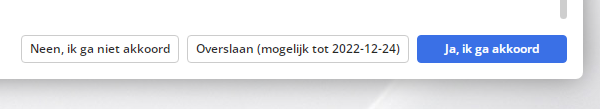 Neen, ik ga niet akkoord Overslaan (mogelijk tot 2022-12-24) Ja, ik ga akkoord